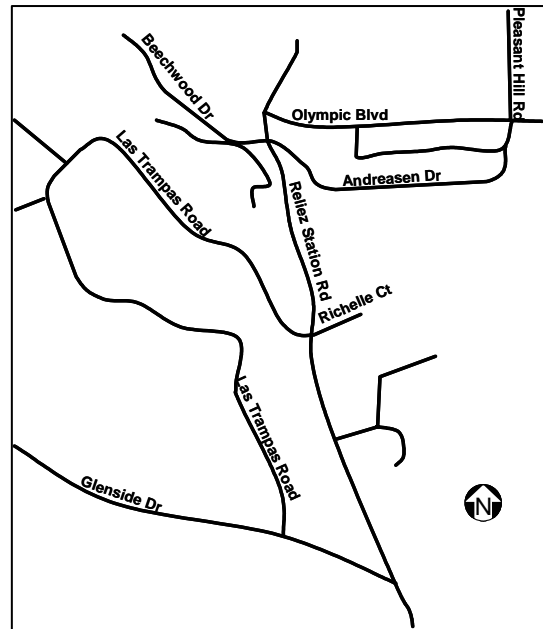 Pleasant Hill Rd
Beechwood Dr
Olympic Blvd
Las Trampas Road
Andreasen Dr
Reliez Station Rd
Richelle Ct
Las Trampas Road
Glenside Dr
N